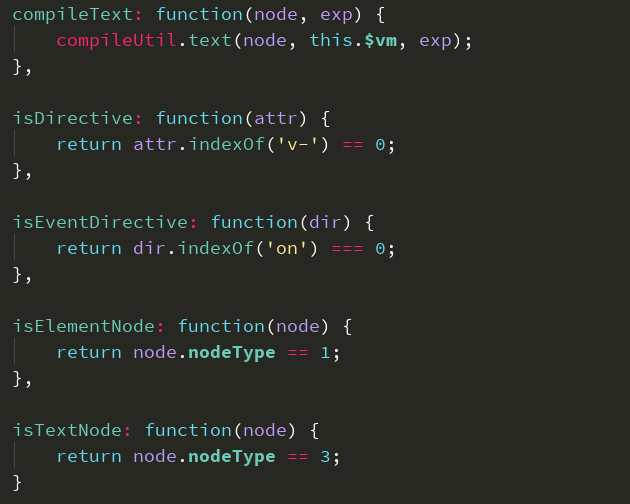 compileText: function(node, exp) {
    compileUtil.text(node, this.$vm, exp);
},

isDirective: function(attr) {
    return attr.indexOf('v-') == 0;
},

isEventDirective: function(dir) {
    return dir.indexOf('on') === 0;
},

isElementNode: function(node) {
    return node.nodeType == 1;
},

isTextNode: function(node) {
    return node.nodeType == 3;
}